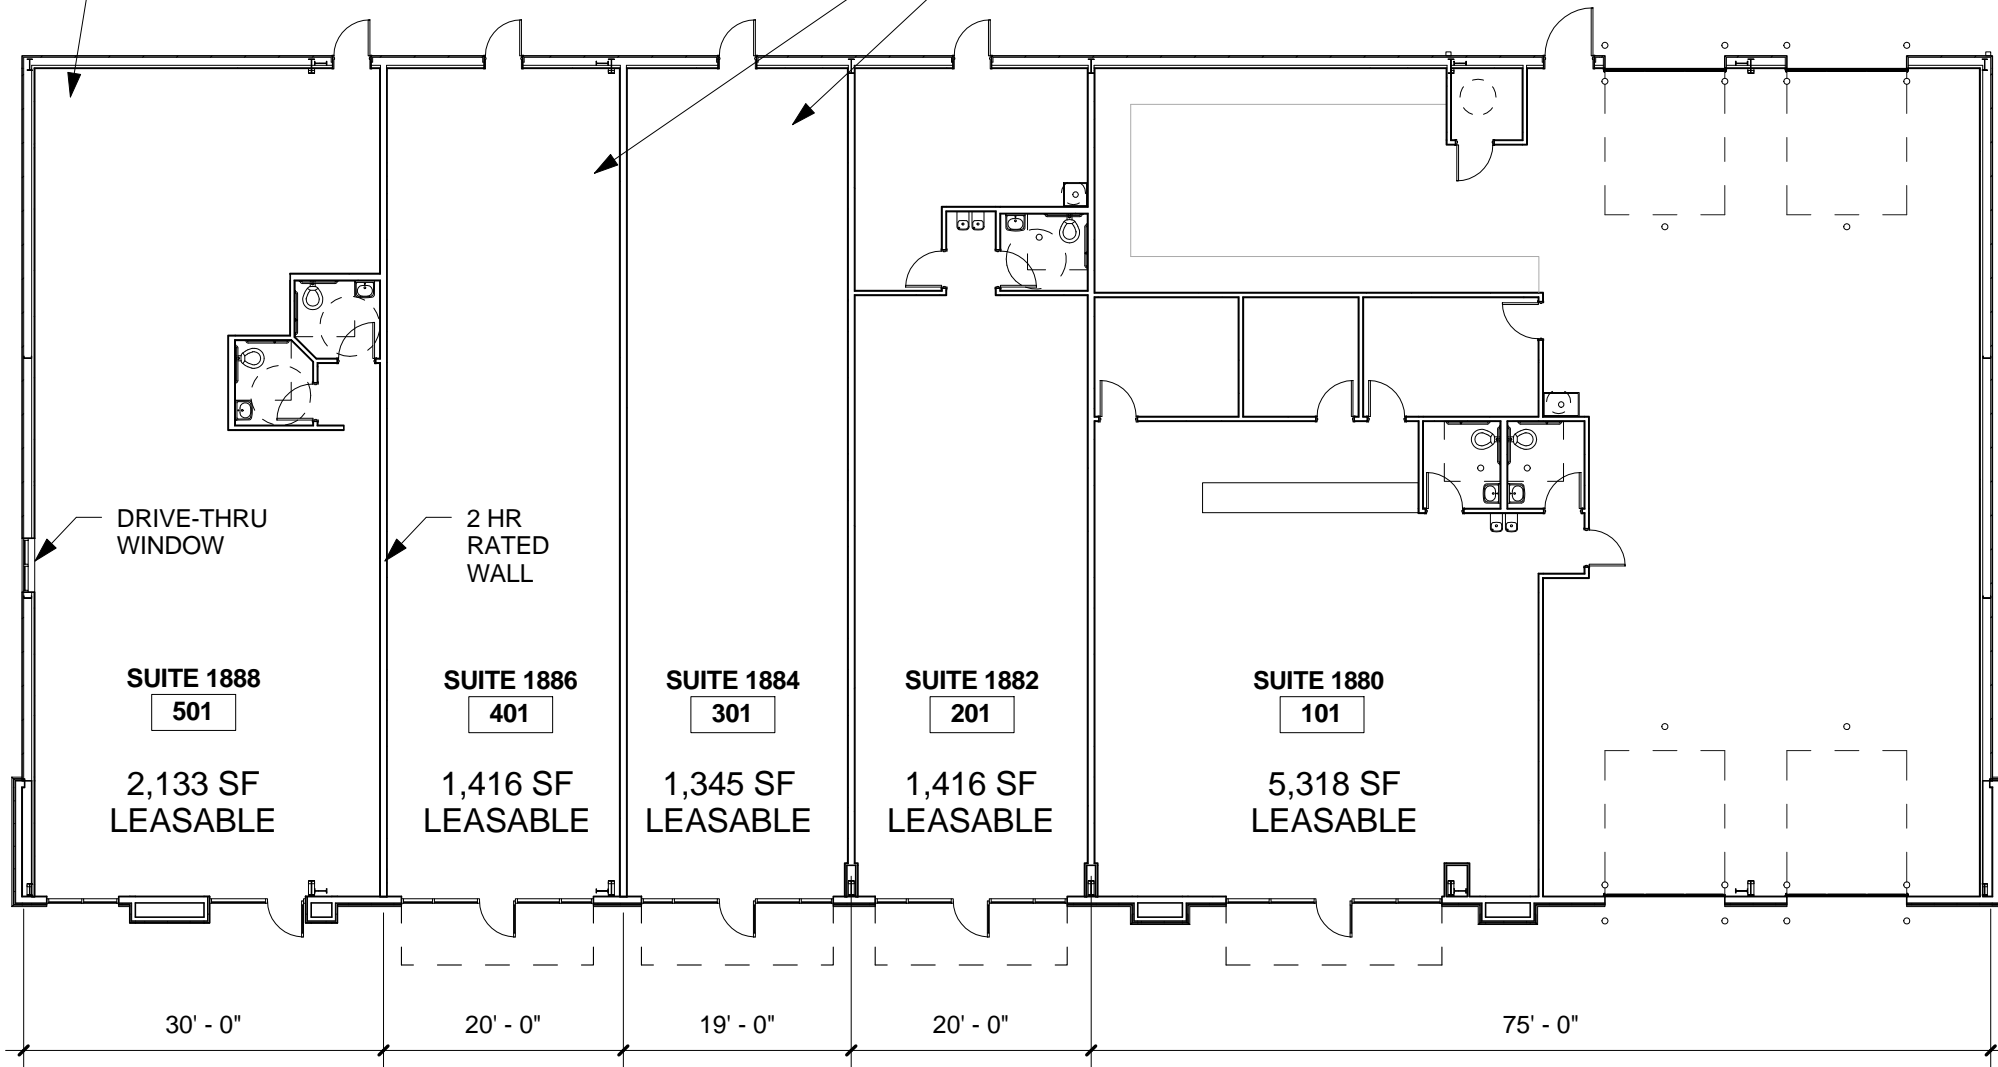 DRIVE-THRU
WINDOW
2 HR
RATED
WALL
SUITE 1888
501
2,133 SF
LEASABLE
SUITE 1886
401
1,416 SF
LEASABLE
SUITE 1884
301
1,345 SF
LEASABLE
SUITE 1882
201
1,416 SF
LEASABLE
SUITE 1880
101
5,318 SF
LEASABLE
30' - 0"
20' - 0"
19' - 0"
20' - 0"
75' - 0"